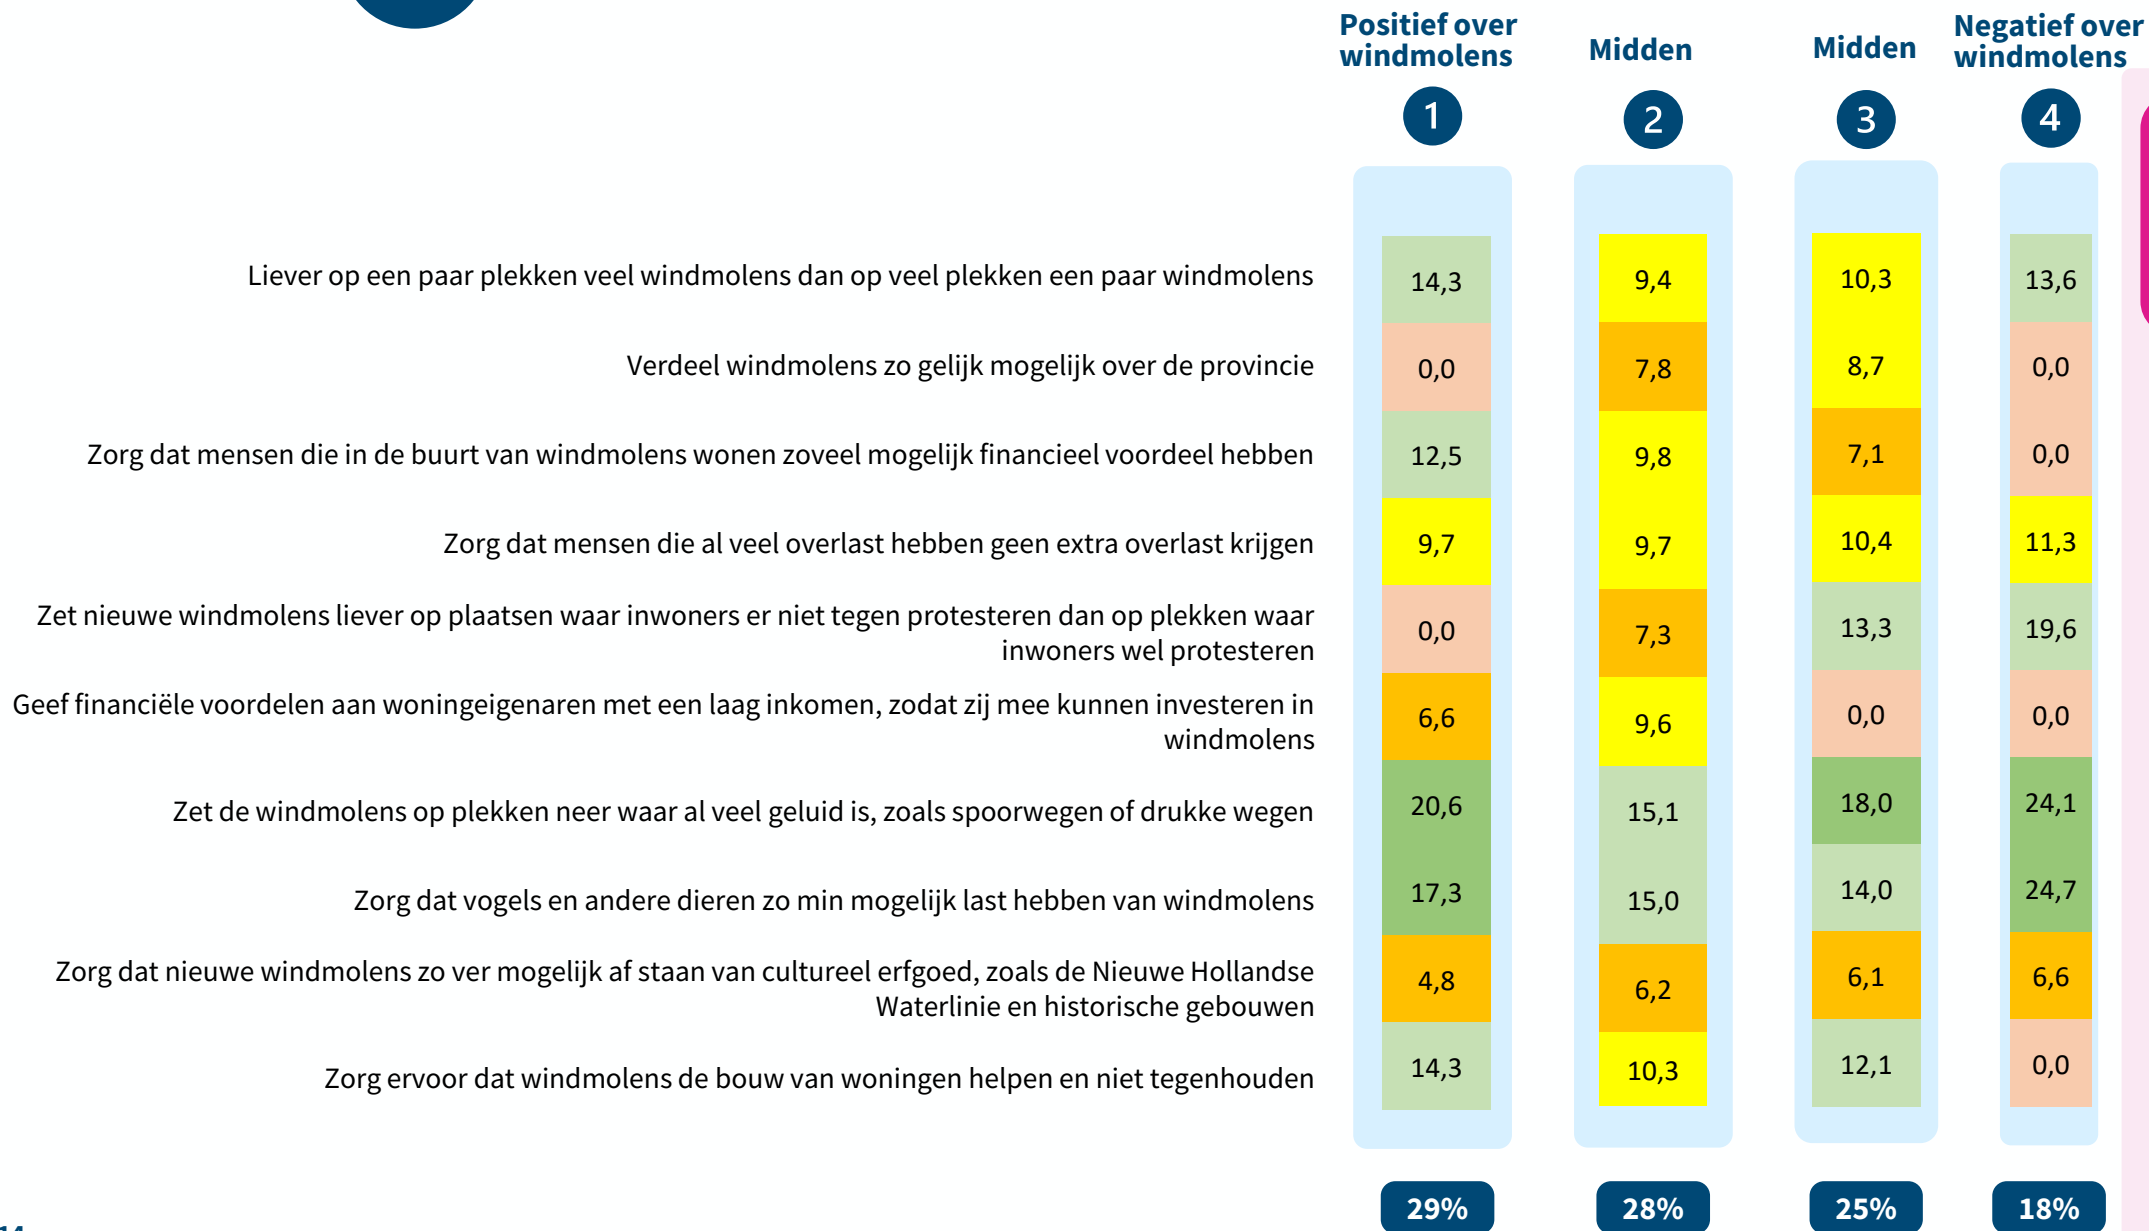 Positief over
windmolens
Midden
Midden
Negatief over
windmolens
1
2
3
4
Liever op een paar plekken veel windmolens dan op veel plekken een paar windmolens
14,3
9,4
10,3
13,6
Verdeel windmolens zo gelijk mogelijk over de provincie
0,0
7,8
8,7
0,0
Zorg dat mensen die in de buurt van windmolens wonen zoveel mogelijk financieel voordeel hebben
12,5
9,8
7,1
0,0
Zorg dat mensen die al veel overlast hebben geen extra overlast krijgen
9,7
9,7
10,4
11,3
Zet nieuwe windmolens liever op plaatsen waar inwoners er niet tegen protesteren dan op plekken waar
inwoners wel protesteren
0,0
7,3
13,3
19,6
Geef financiële voordelen aan woningeigenaren met een laag inkomen, zodat zij mee kunnen investeren in
windmolens
6,6
9,6
0,0
0,0
Zet de windmolens op plekken neer waar al veel geluid is, zoals spoorwegen of drukke wegen
20,6
15,1
18,0
24,1
Zorg dat vogels en andere dieren zo min mogelijk last hebben van windmolens
17,3
15,0
14,0
24,7
Zorg dat nieuwe windmolens zo ver mogelijk af staan van cultureel erfgoed, zoals de Nieuwe Hollandse
Waterlinie en historische gebouwen
4,8
6,2
6,1
6,6
Zorg ervoor dat windmolens de bouw van woningen helpen en niet tegenhouden
14,3
10,3
12,1
0,0
29%
28%
25%
18%